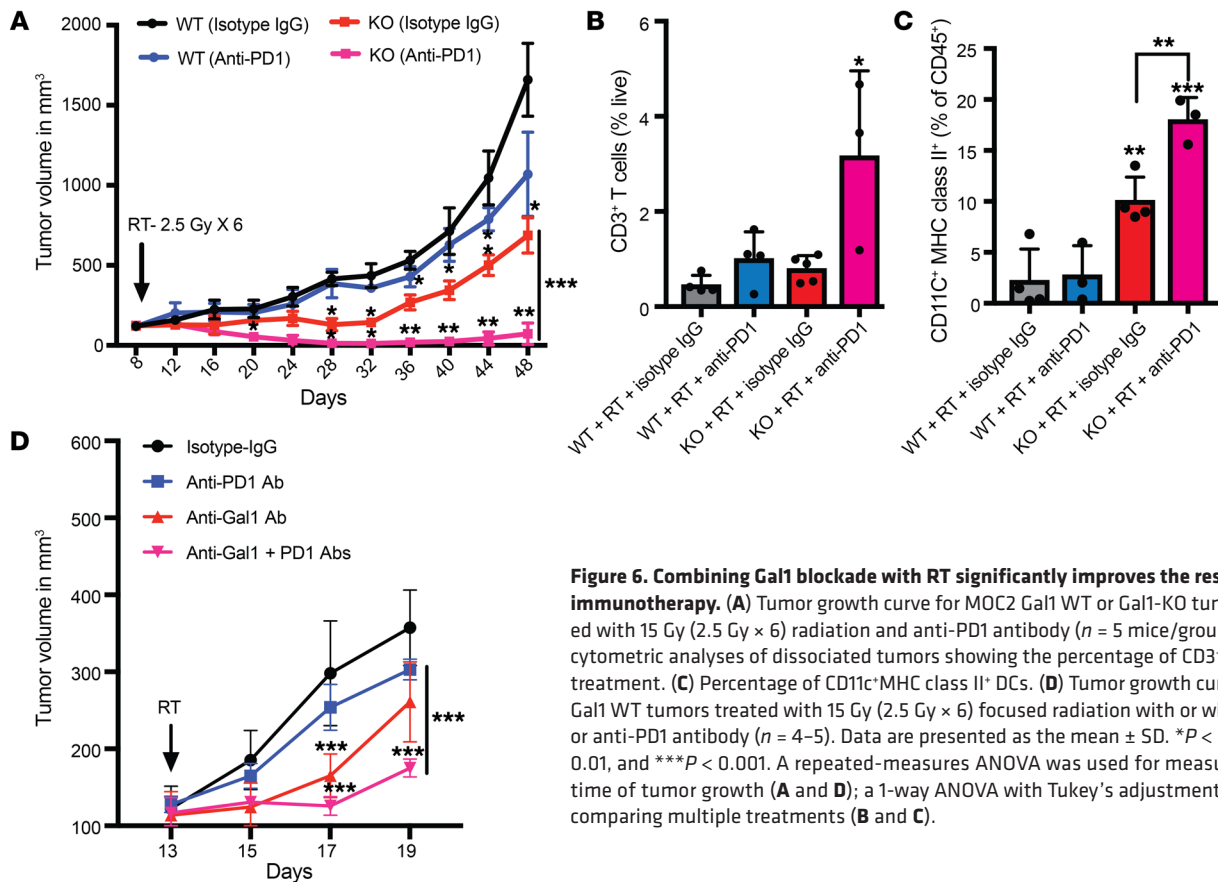 A
WT (Isotype IgG)
KO (Isotype IgG)
WT (Anti-PD1)
KO (Anti-PD1)
Tumor volume in mm³
2000
1500
1000
500
0
RT- 2.5 Gy X 6
*
*
*
*
*
*
*
*
*
*
*
**
**
**
**
***
8
12
16
20
24
28
32
36
40
44
48
Days
B
CD3⁺ T cells (% live)
6
4
2
0
*
WT + RT + isotype IgG
WT + RT + anti-PD1
KO + RT + isotype IgG
KO + RT + anti-PD1
C
CD11C⁺ MHC class II⁺ (% of CD45⁺)
25
20
15
10
5
0
**
**
***
WT + RT + isotype IgG
WT + RT + anti-PD1
KO + RT + isotype IgG
KO + RT + anti-PD1
D
Isotype-IgG
Anti-PD1 Ab
Anti-Gal1 Ab
Anti-Gal1 + PD1 Abs
Tumor volume in mm³
600
500
400
300
200
100
RT
***
***
***
***
13
15
17
19
Days
Figure 6. Combining Gal1 blockade with RT significantly improves the res
immunotherapy. (A) Tumor growth curve for MOC2 Gal1 WT or Gal1-KO tum
ed with 15 Gy (2.5 Gy × 6) radiation and anti-PD1 antibody (n = 5 mice/grou
cytometric analyses of dissociated tumors showing the percentage of CD3⁺
treatment. (C) Percentage of CD11c⁺MHC class II⁺ DCs. (D) Tumor growth cur
Gal1 WT tumors treated with 15 Gy (2.5 Gy × 6) focused radiation with or wi
or anti-PD1 antibody (n = 4–5). Data are presented as the mean ± SD. *P <
0.01, and ***P < 0.001. A repeated-measures ANOVA was used for measu
time of tumor growth (A and D); a 1-way ANOVA with Tukey's adjustment
comparing multiple treatments (B and C).